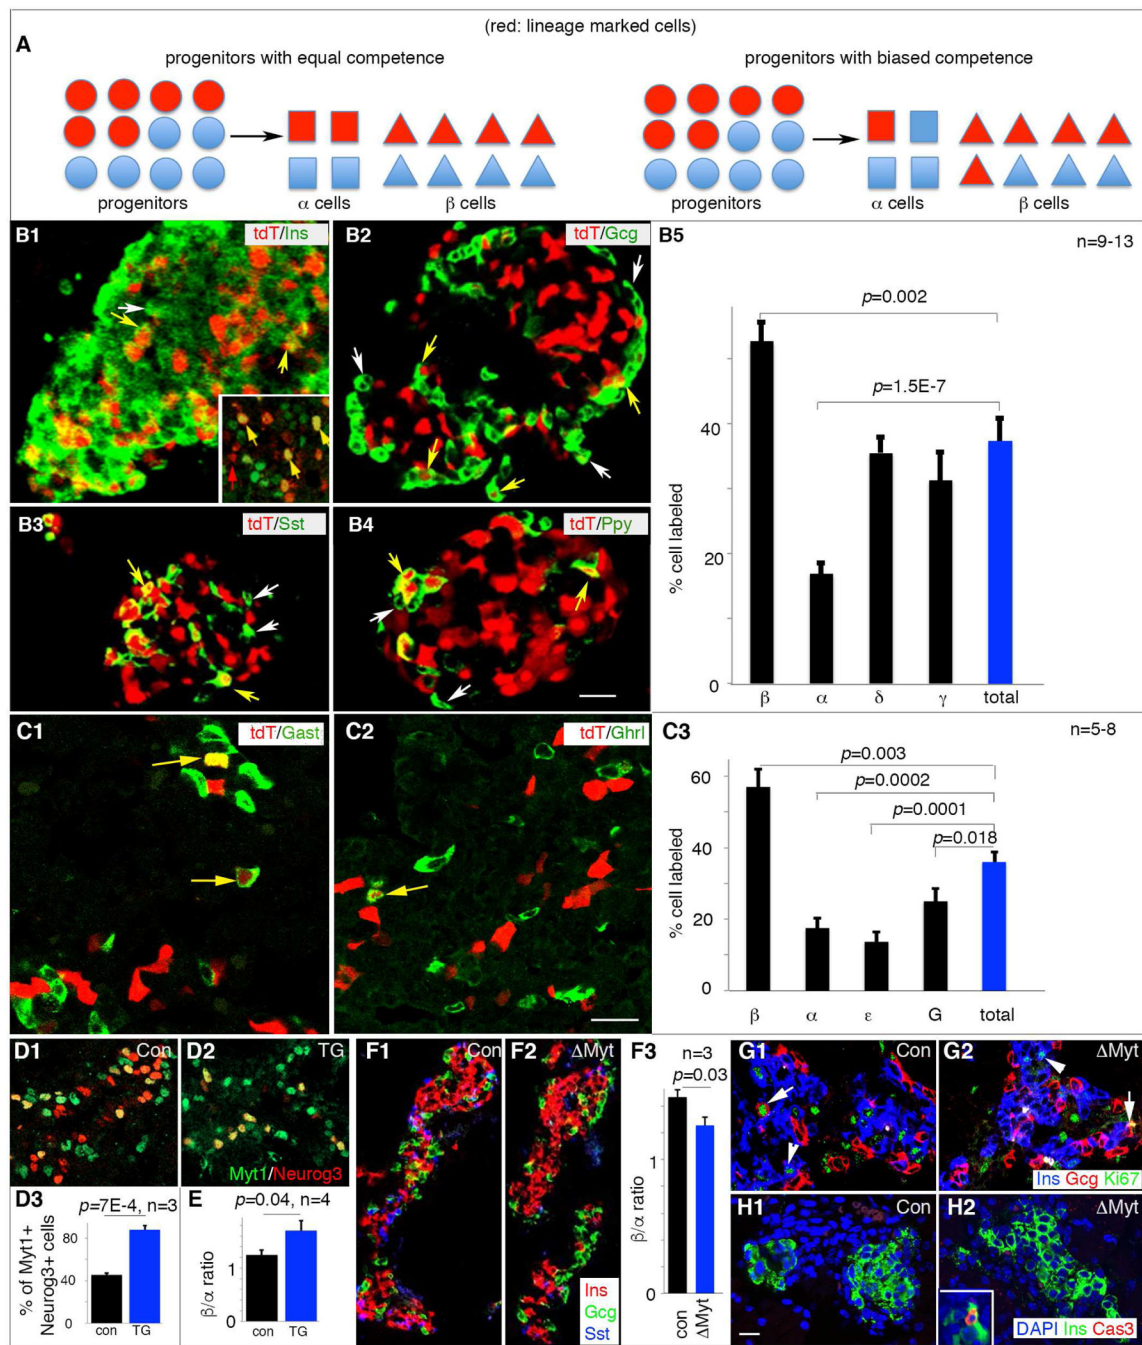 (red: lineage marked cells)
A
progenitors with equal competence
progenitors with biased competence
progenitors
α cells
β cells
progenitors
α cells
β cells
B1
tdT/Ins
B2
tdT/Gcg
B3
tdT/Sst
B4
tdT/Ppy
B5
n=9-13
p=0.002
p=1.5E-7
% cell labeled
40
20
0
β α δ γ total
C1
tdT/Gast
C2
tdT/Ghrl
C3
n=5-8
p=0.003
p=0.0002
p=0.0001
p=0.018
% cell labeled
60
40
20
0
β α ε G total
D1
Con
D2
TG
Myt1/Neurog3
D3
p=7E-4, n=3
% of Myt1+
Neurog3+ cells
80
40
0
con TG
E
p=0.04, n=4
β/α ratio
1
0
con TG
F1
Con
F2
ΔMyt
Ins
Gcg
Sst
F3
n=3
p=0.03
β/α ratio
1
1
0
con
ΔMyt
G1
Con
G2
ΔMyt
Ins Gcg Ki67
H1
Con
H2
ΔMyt
DAPI Ins Cas3